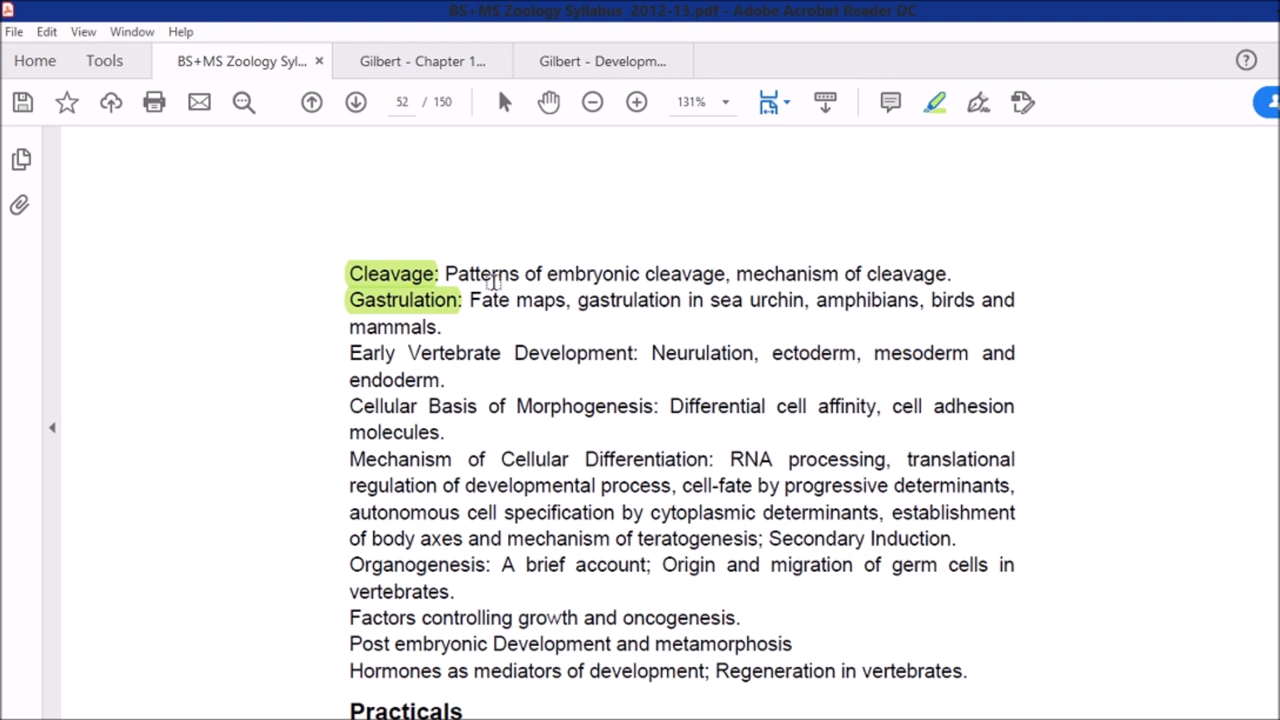 BS+MS Zoology Syllabus 2012-13.pdf - Adobe Acrobat Reader DC
File Edit View Window Help
Home Tools BS+MS Zoology Syl... × Gilbert - Chapter 1... Gilbert - Developm... ?
52 / 150 131%
Cleavage: Patterns of embryonic cleavage, mechanism of cleavage.
Gastrulation: Fate maps, gastrulation in sea urchin, amphibians, birds and
mammals.
Early Vertebrate Development: Neurulation, ectoderm, mesoderm and
endoderm.
Cellular Basis of Morphogenesis: Differential cell affinity, cell adhesion
molecules.
Mechanism of Cellular Differentiation: RNA processing, translational
regulation of developmental process, cell-fate by progressive determinants,
autonomous cell specification by cytoplasmic determinants, establishment
of body axes and mechanism of teratogenesis; Secondary Induction.
Organogenesis: A brief account; Origin and migration of germ cells in
vertebrates.
Factors controlling growth and oncogenesis.
Post embryonic Development and metamorphosis
Hormones as mediators of development; Regeneration in vertebrates.
Practicals